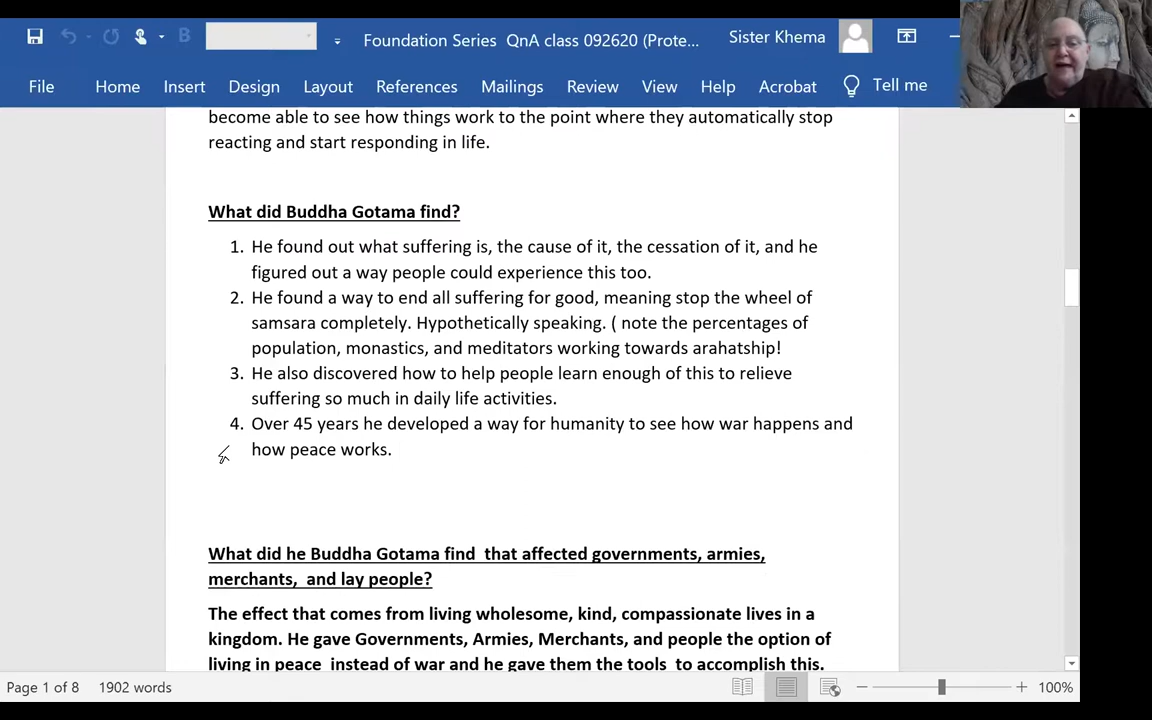 Foundation Series QnA class 092620 (Prote...
Sister Khema
File Home Insert Design Layout References Mailings Review View Help Acrobat Tell me
become able to see how things work to the point where they automatically stop
reacting and start responding in life.
What did Buddha Gotama find?
1. He found out what suffering is, the cause of it, the cessation of it, and he
figured out a way people could experience this too.
2. He found a way to end all suffering for good, meaning stop the wheel of
samsara completely. Hypothetically speaking. ( note the percentages of
population, monastics, and meditators working towards arahatship!
3. He also discovered how to help people learn enough of this to relieve
suffering so much in daily life activities.
4. Over 45 years he developed a way for humanity to see how war happens and
how peace works.
What did he Buddha Gotama find that affected governments, armies,
merchants, and lay people?
The effect that comes from living wholesome, kind, compassionate lives in a
kingdom. He gave Governments, Armies, Merchants, and people the option of
living in peace instead of war and he gave them the tools to accomplish this.
Page 1 of 8 1902 words 100%